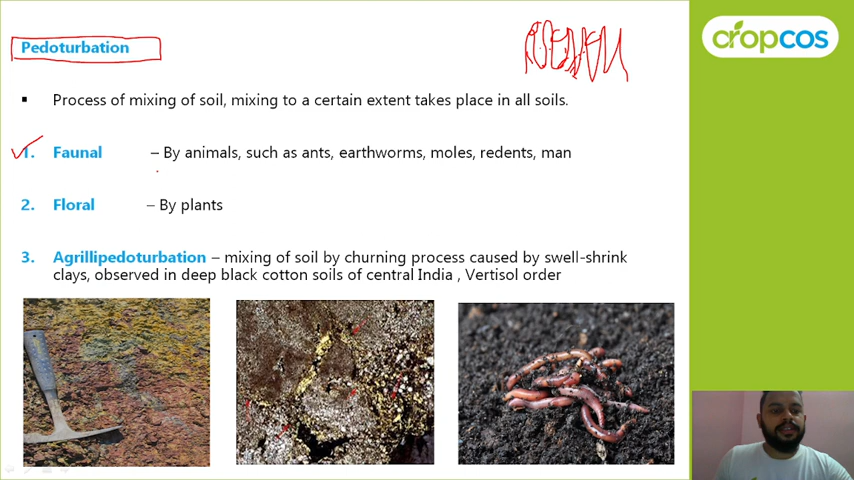 cropcos
Pedoturbation
▪ Process of mixing of soil, mixing to a certain extent takes place in all soils.
1. Faunal – By animals, such as ants, earthworms, moles, redents, man
2. Floral – By plants
3. Agrillipedoturbation – mixing of soil by churning process caused by swell-shrink
clays, observed in deep black cotton soils of central India , Vertisol order